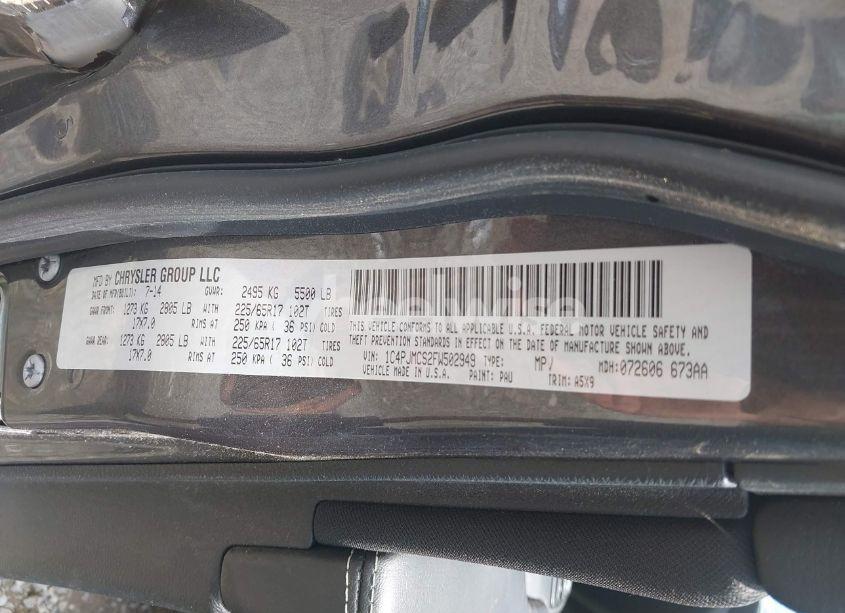 MFD BY CHRYSLER GROUP LLC
DATE OF MFR/BUILT: 7-14 GVWR: 2495 KG 5500 LB
GAWR FRONT: 1273 KG 2805 LB WITH 225/65R17 102T
17X7.0 RIMS AT 250 KPA ( 36 PSI) COLD
GAWR REAR: 1273 KG 2805 LB WITH 225/65R17 102T
17X7.0 RIMS AT 250 KPA ( 36 PSI) COLD
THIS VEHICLE CONFORMS TO ALL APPLICABLE U.S.A. FEDERAL MOTOR VEHICLE SAFETY AND
THEFT PREVENTION STANDARDS IN EFFECT ON THE DATE OF MANUFACTURE SHOWN ABOVE.
VIN: 1C4PJMCS2FW502949 TYPE: MPV MDH:072606 673AA
VEHICLE MADE IN U.S.A. PAINT: PAU TRIM: A5X9